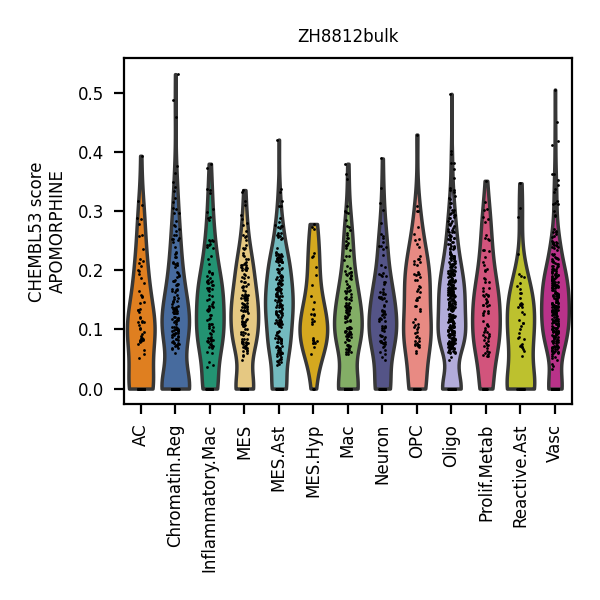 ZH8812bulk
CHEMBL53 score
APOMORPHINE
0.5
0.4
0.3
0.2
0.1
0.0
AC
Chromatin.Reg
Inflammatory.Mac
MES
MES.Ast
MES.Hyp
Mac
Neuron
OPC
Oligo
Prolif.Metab
Reactive.Ast
Vasc